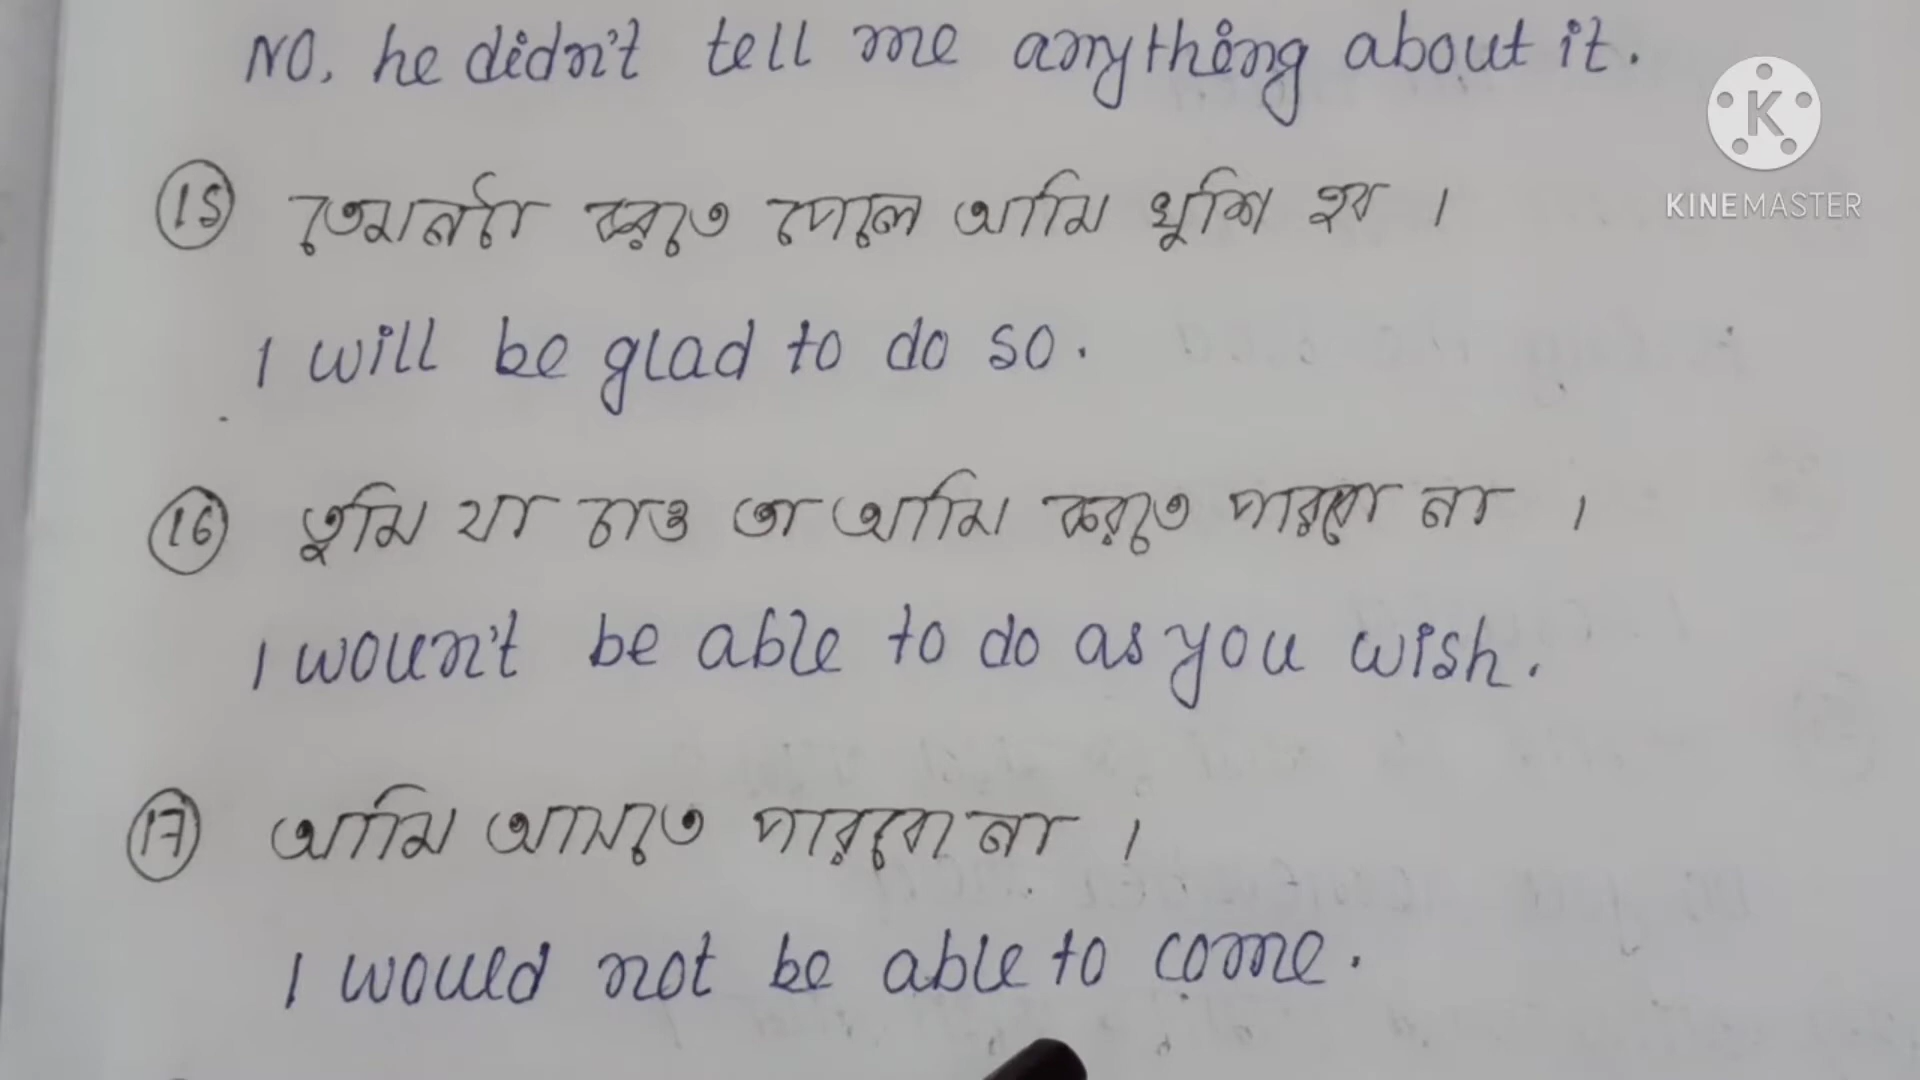 NO. he didn't tell me anything about it.
K
KINEMASTER
15 তেমনটা করতে পেলে আমি খুশি হব ।
I will be glad to do so.
16 তুমি যা চাও তা আমি করতে পারবো না ।
I woun't be able to do as you wish.
17 আমি আসতে পারবো না ।
I would not be able to come.